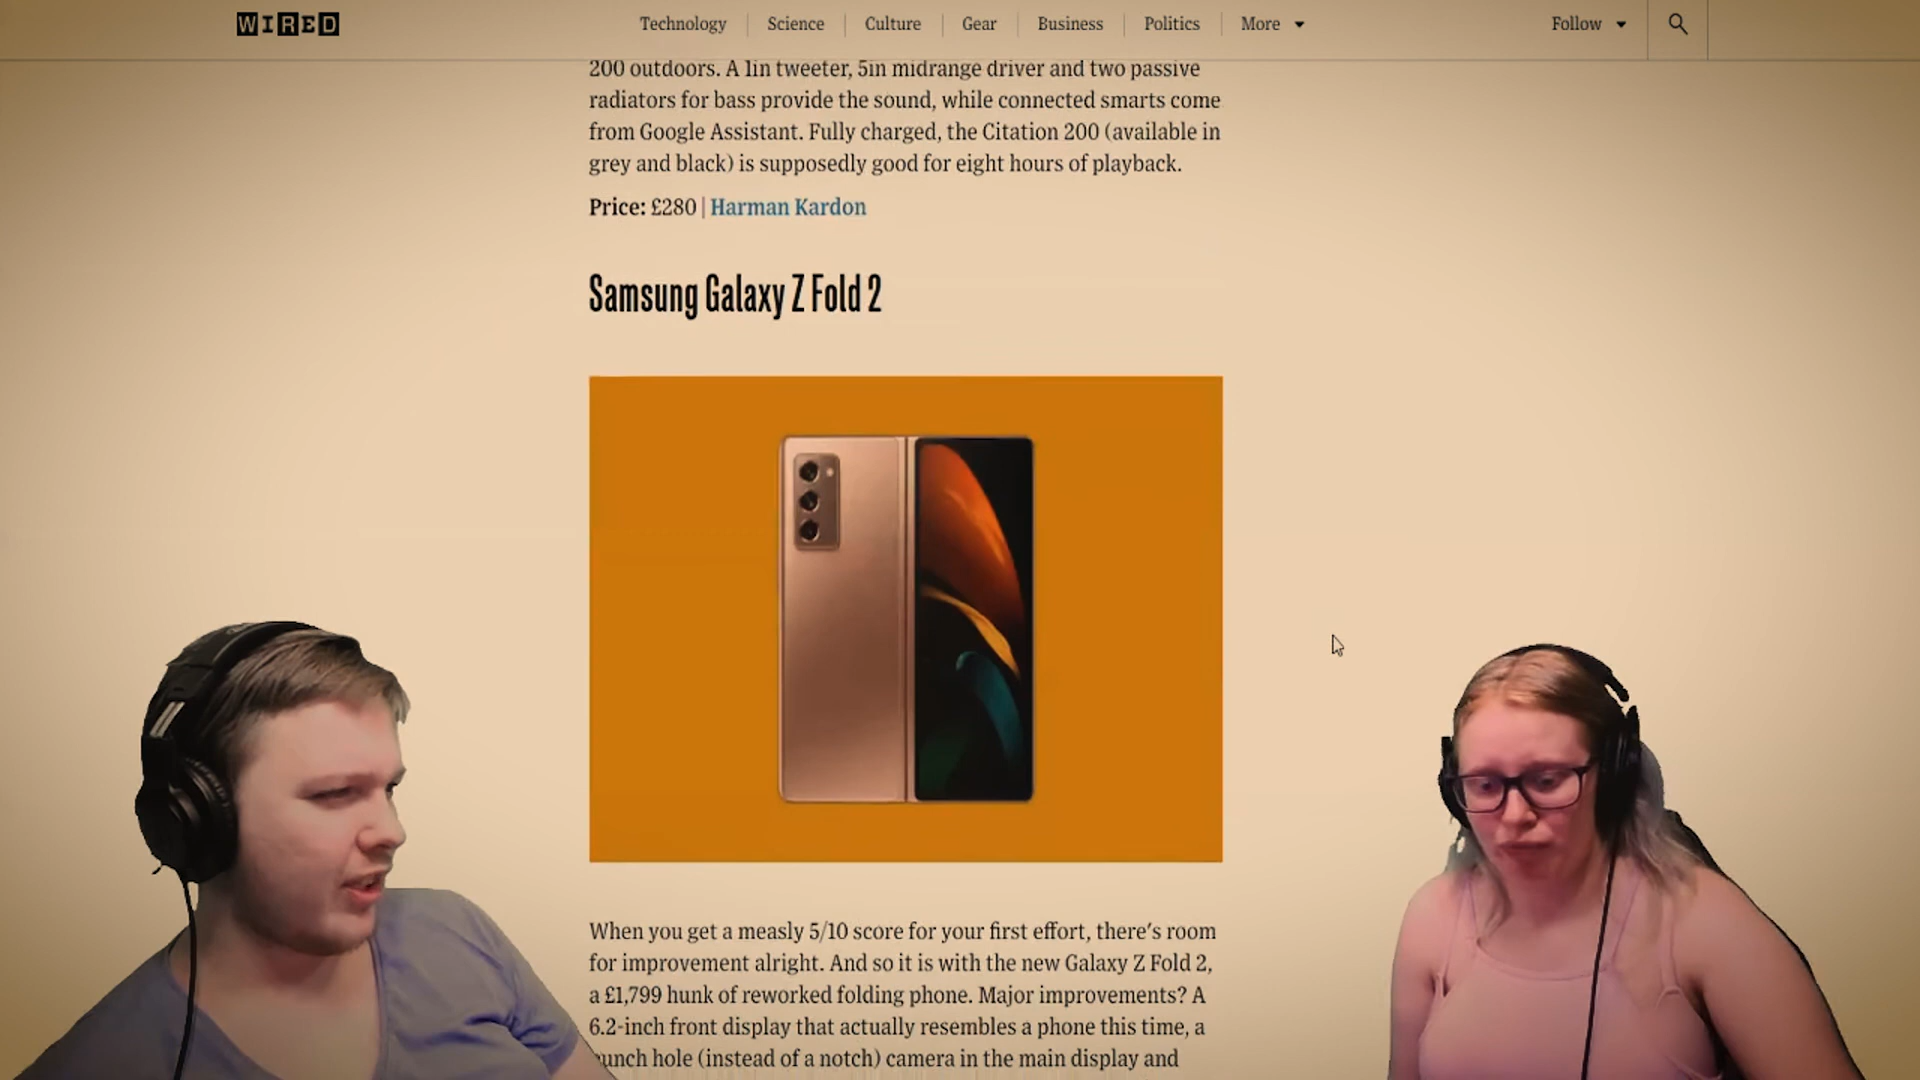 WIRED
Technology
Science
Culture
Gear
Business
Politics
More
Follow
200 outdoors. A 1in tweeter, 5in midrange driver and two passive
radiators for bass provide the sound, while connected smarts come
from Google Assistant. Fully charged, the Citation 200 (available in
grey and black) is supposedly good for eight hours of playback.
Price: £280 | Harman Kardon
Samsung Galaxy Z Fold 2
When you get a measly 5/10 score for your first effort, there's room
for improvement alright. And so it is with the new Galaxy Z Fold 2,
a £1,799 hunk of reworked folding phone. Major improvements? A
6.2-inch front display that actually resembles a phone this time, a
punch hole (instead of a notch) camera in the main display and